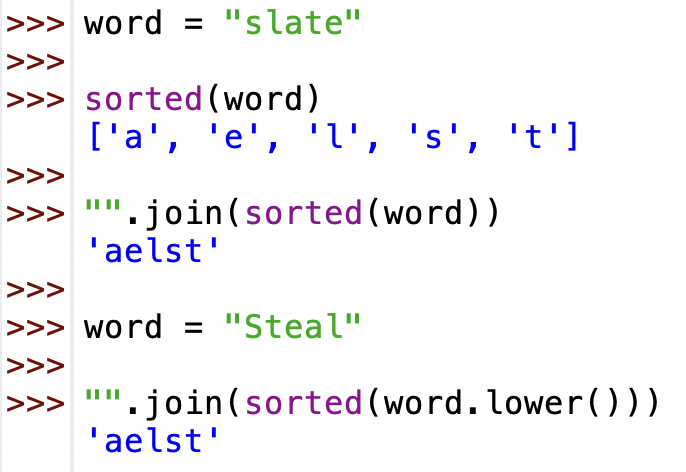 >>> word = "slate"
>>>
>>> sorted(word)
['a', 'e', 'l', 's', 't']
>>>
>>> "".join(sorted(word))
'aelst'
>>>
>>> word = "Steal"
>>>
>>> "".join(sorted(word.lower()))
'aelst'